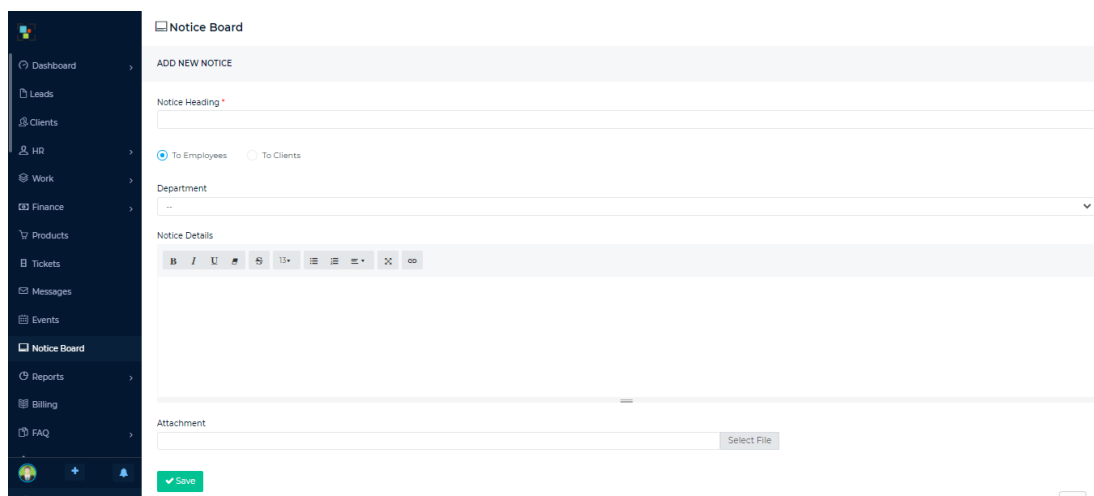 Notice Board
Dashboard
Leads
Clients
HR
Work
Finance
Products
Tickets
Messages
Events
Notice Board
Reports
Billing
FAQ
ADD NEW NOTICE
Notice Heading *
To Employees To Clients
Department
--
Notice Details
B I U S 13
Attachment
Select File
Save